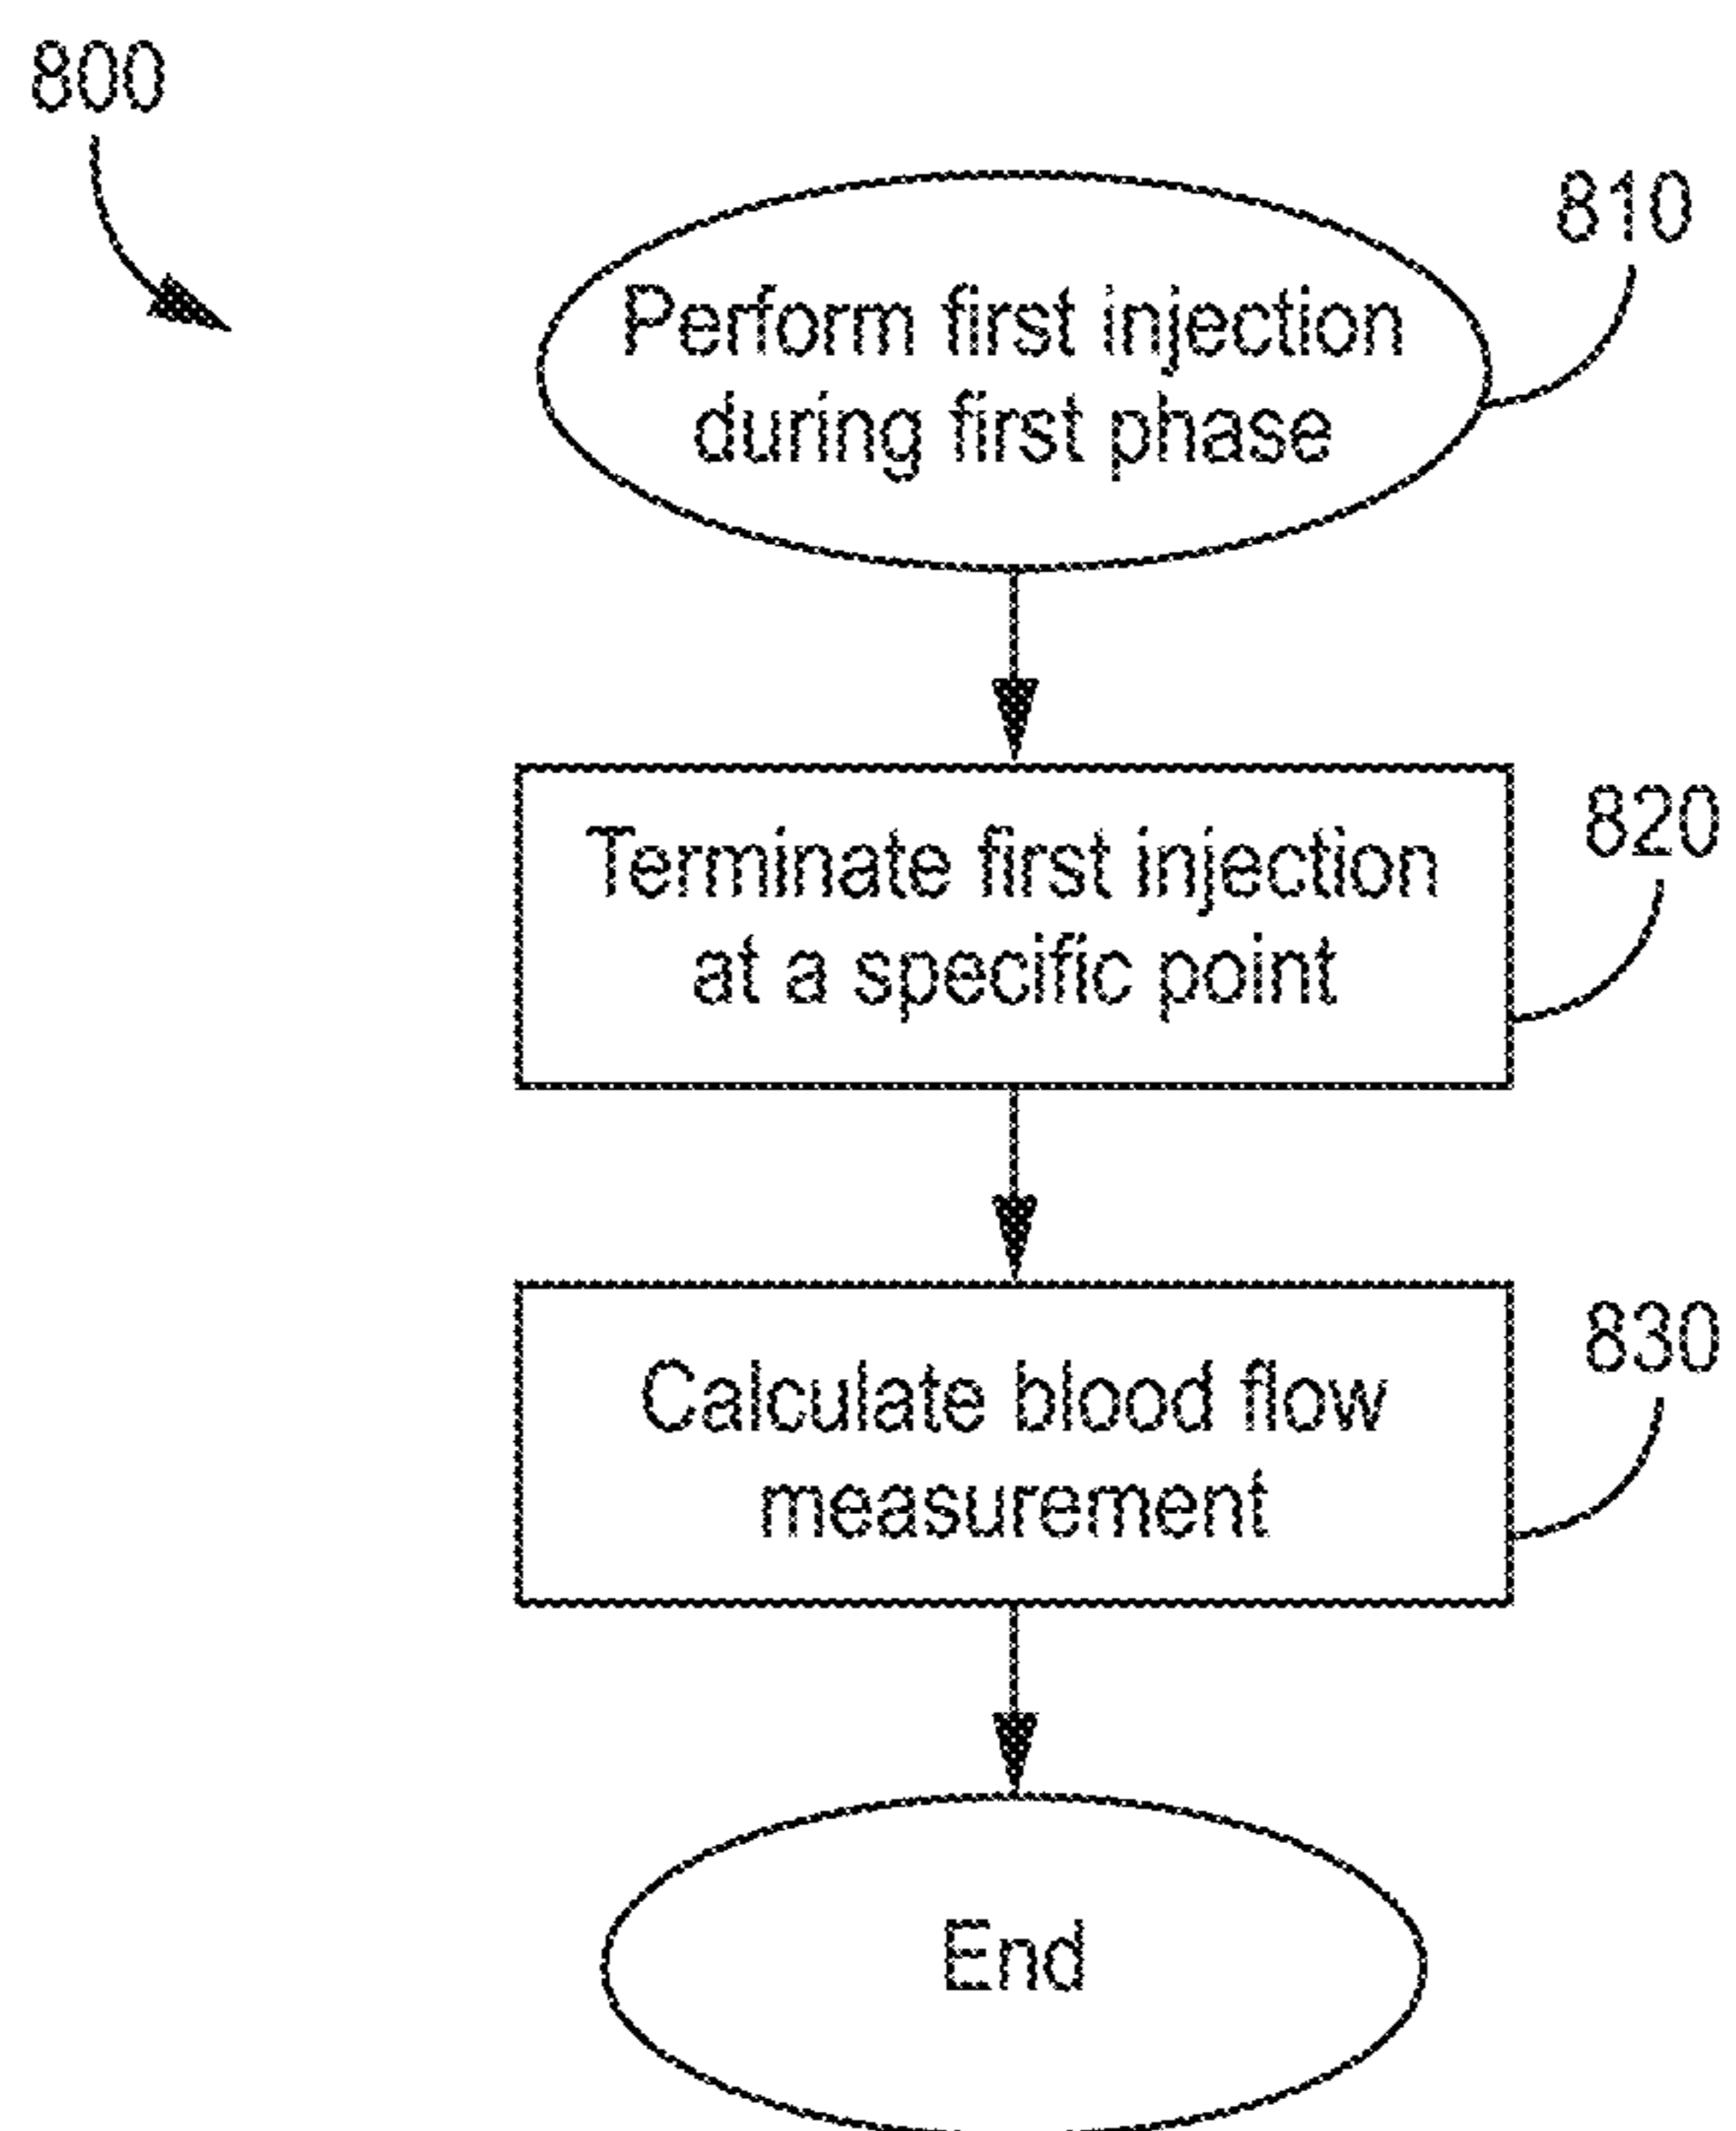 800
810
Perform first injection
during first phase
820
Terminate first injection
at a specific point
830
Calculate blood flow
measurement
End